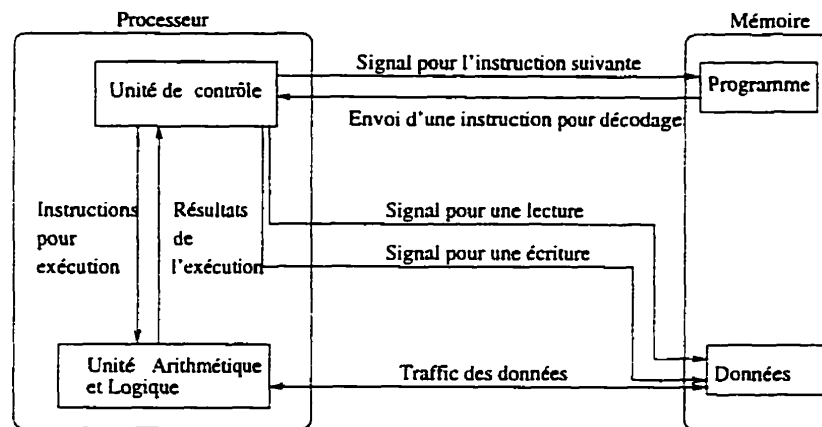 Processeur
Mémoire
Unité de contrôle
Signal pour l'instruction suivante
Programme
Envoi d'une instruction pour décodage
Instructions
pour
exécution
Résultats
de
l'exécution
Signal pour une lecture
Signal pour une écriture
Unité Arithmétique
et Logique
Traffic des données
Données